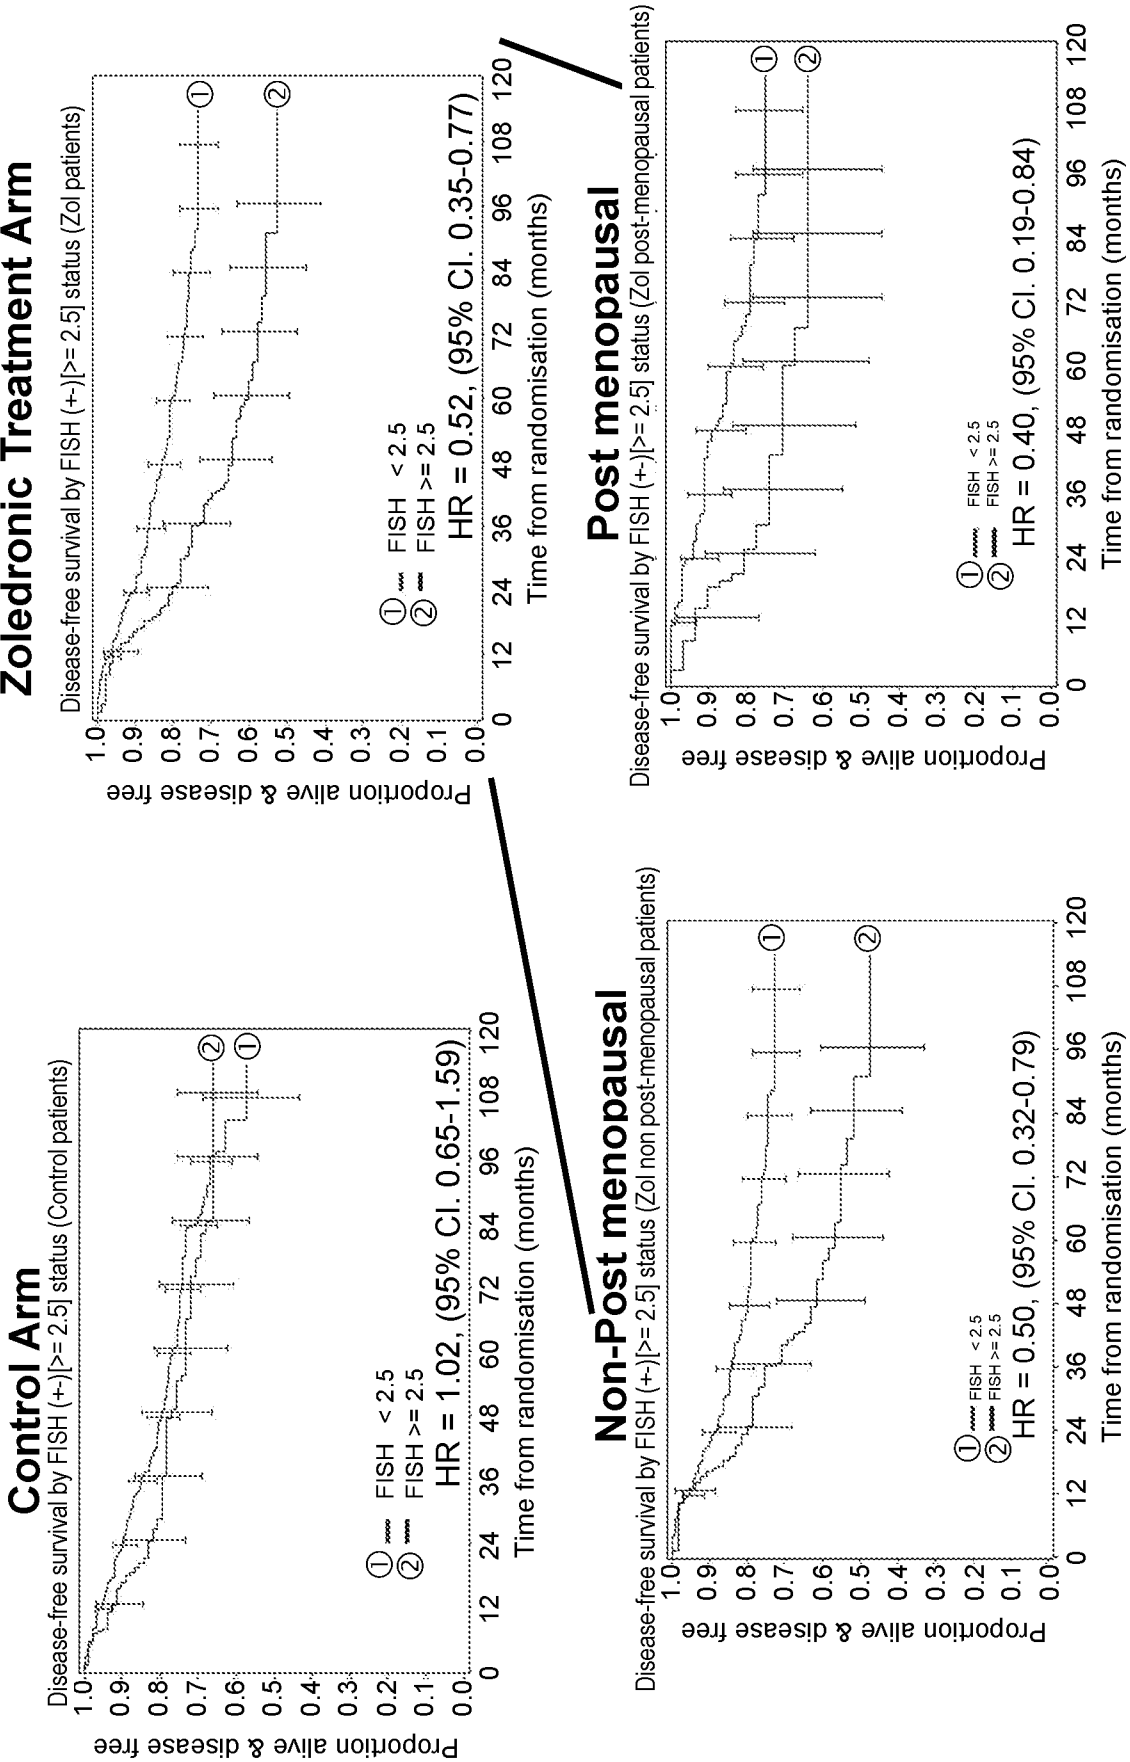 Control Arm
Disease-free survival by FISH (+-)[>= 2.5] status (Control patients)
Proportion alive & disease free
1.0
0.9
0.8
0.7
0.6
0.5
0.4
0.3
0.2
0.1
0.0
②
①
① FISH < 2.5
② FISH >= 2.5
HR = 1.02, (95% CI. 0.65-1.59)
0 12 24 36 48 60 72 84 96 108 120
Time from randomisation (months)
Zoledronic Treatment Arm
Disease-free survival by FISH (+-)[>= 2.5] status (Zol patients)
Proportion alive & disease free
1.0
0.9
0.8
0.7
0.6
0.5
0.4
0.3
0.2
0.1
0.0
①
②
① FISH < 2.5
② FISH >= 2.5
HR = 0.52, (95% CI. 0.35-0.77)
0 12 24 36 48 60 72 84 96 108 120
Time from randomisation (months)
Non-Post menopausal
Disease-free survival by FISH (+-)[>= 2.5] status (Zol non post-menopausal patients)
Proportion alive & disease free
1.0
0.9
0.8
0.7
0.6
0.5
0.4
0.3
0.2
0.1
0.0
①
②
① FISH < 2.5
② FISH >= 2.5
HR = 0.50, (95% CI. 0.32-0.79)
0 12 24 36 48 60 72 84 96 108 120
Time from randomisation (months)
Post menopausal
Disease-free survival by FISH (+-)[>= 2.5] status (Zol post-menopausal patients)
Proportion alive & disease free
1.0
0.9
0.8
0.7
0.6
0.5
0.4
0.3
0.2
0.1
0.0
①
②
① FISH < 2.5
② FISH >= 2.5
HR = 0.40, (95% CI. 0.19-0.84)
0 12 24 36 48 60 72 84 96 108 120
Time from randomisation (months)